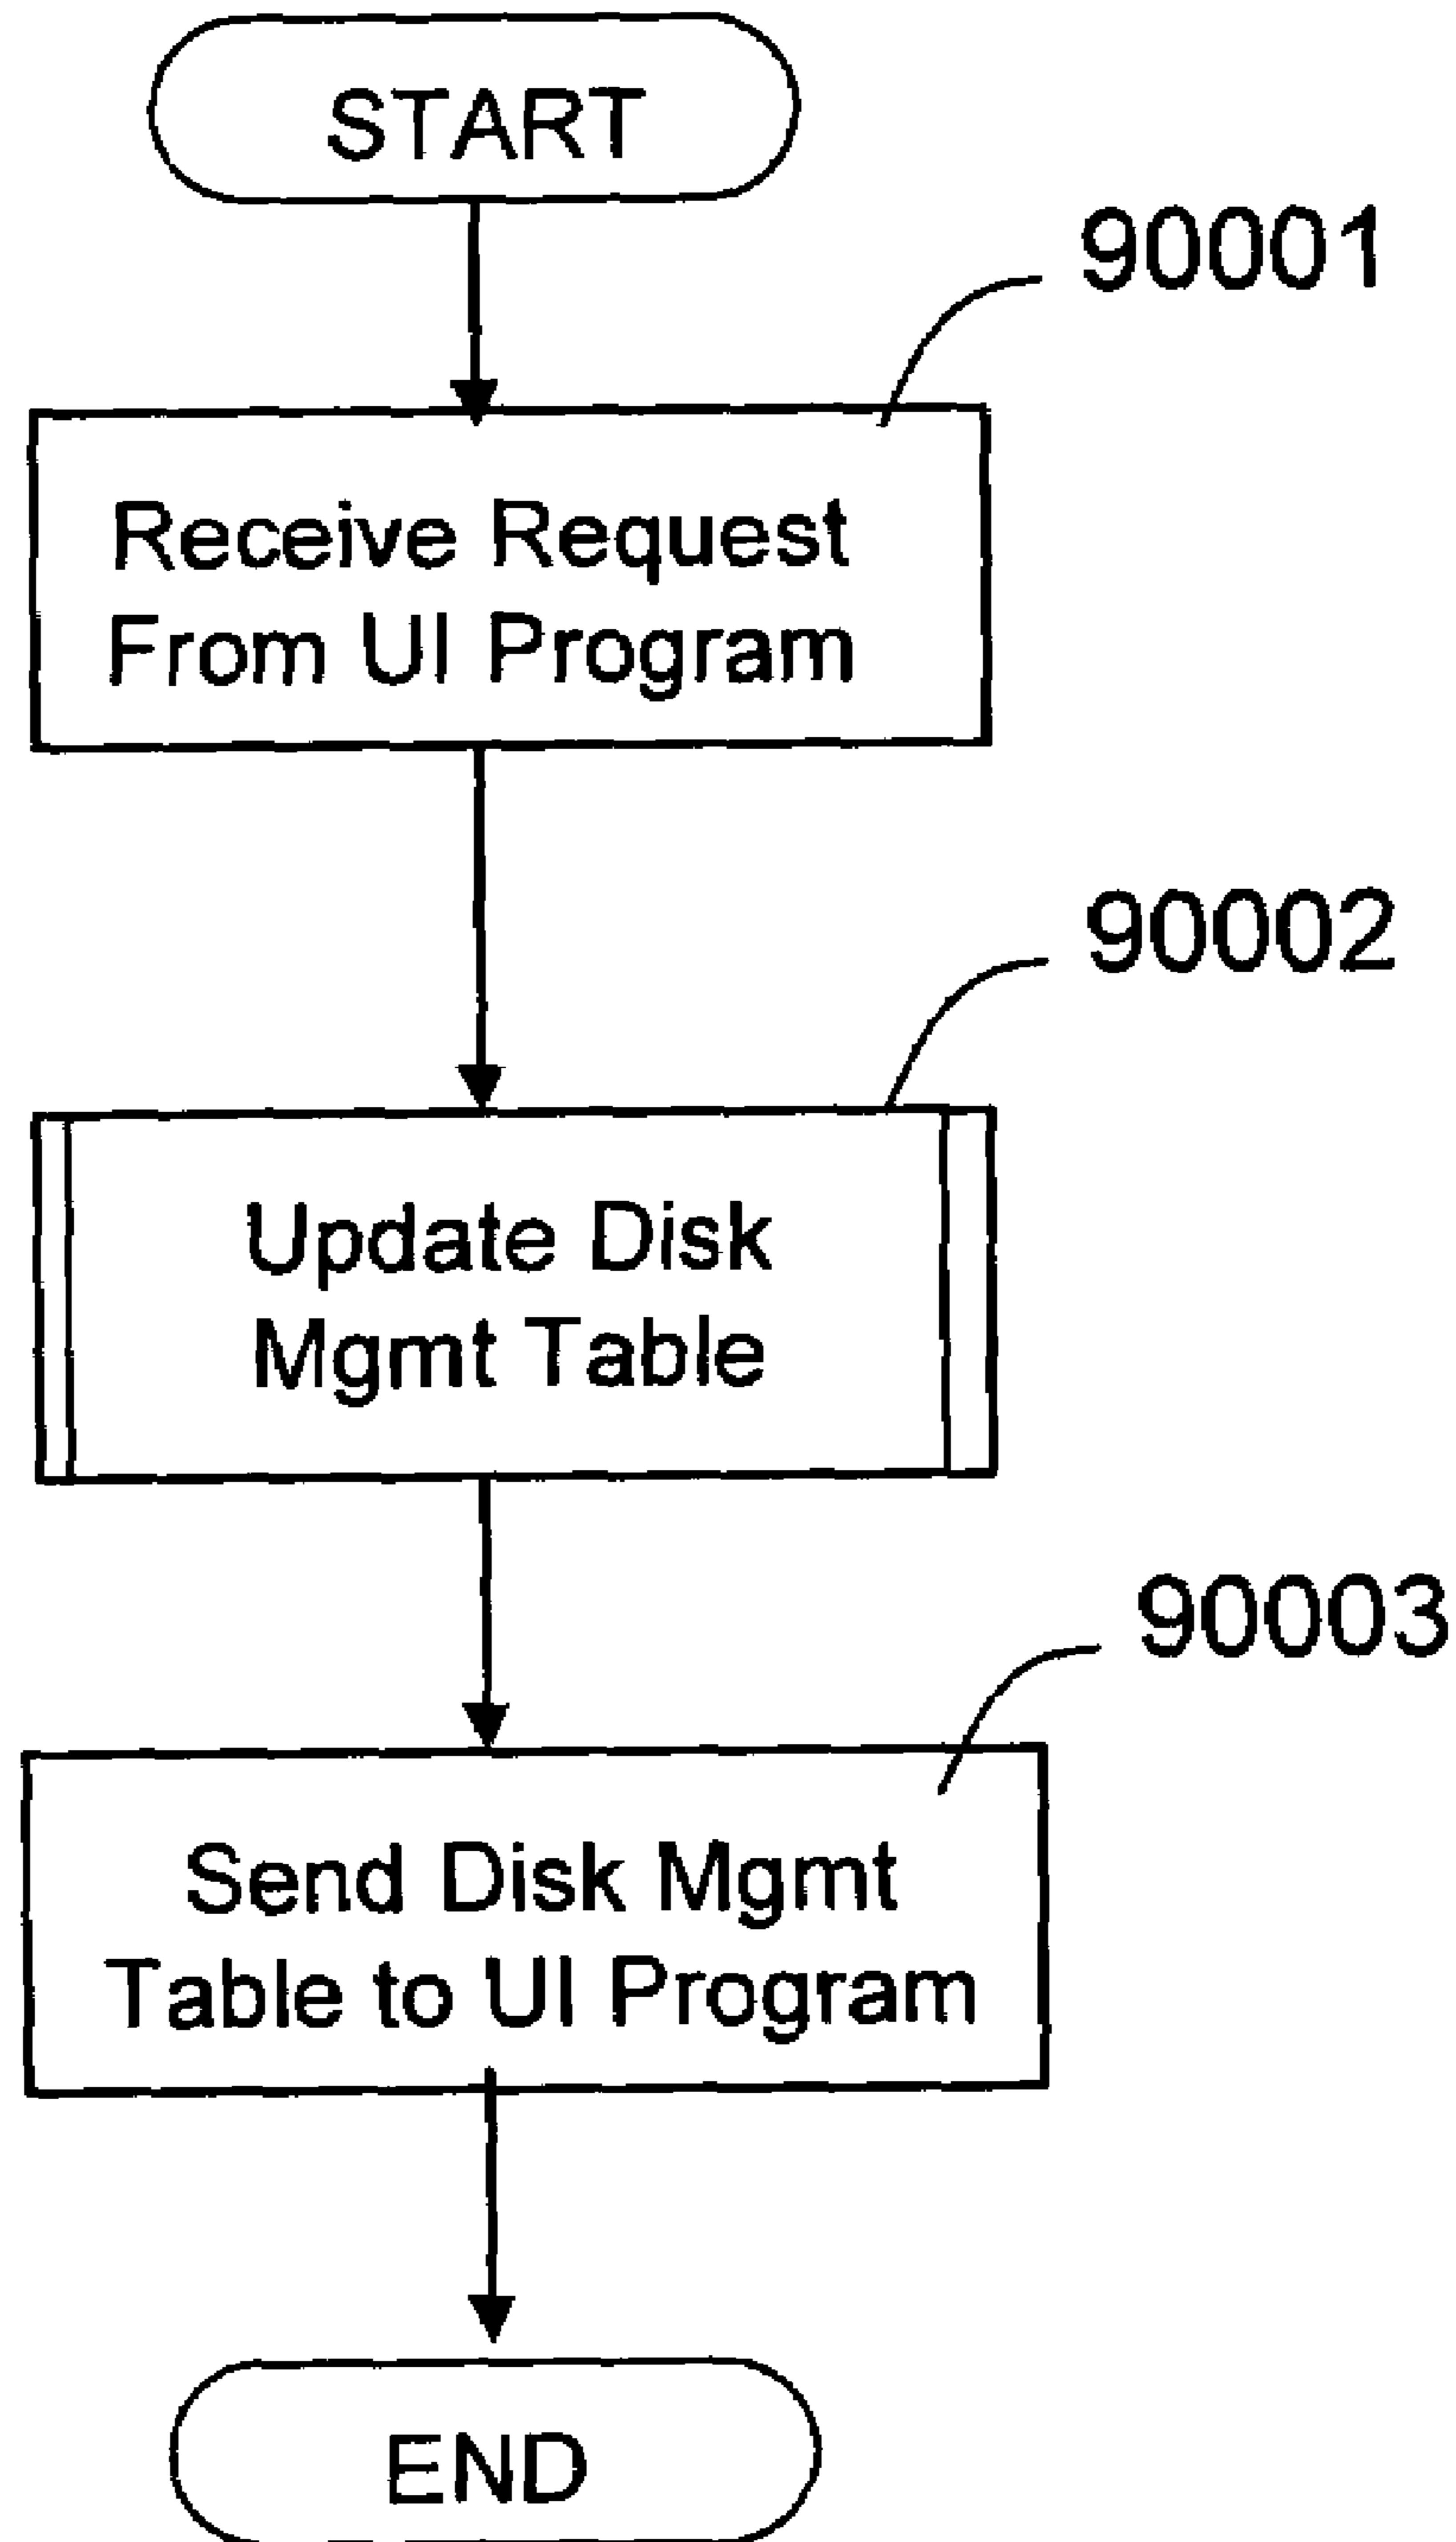 START
90001
Receive Request
From UI Program
90002
Update Disk
Mgmt Table
90003
Send Disk Mgmt
Table to UI Program
END